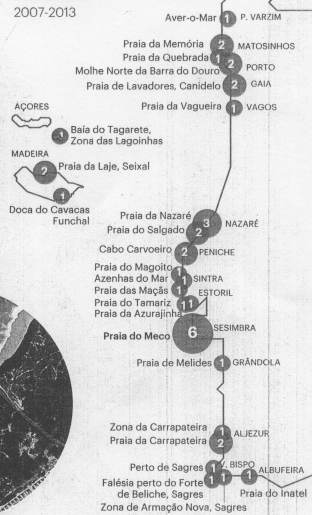 2007-2013
Aver-o-Mar 1 P. VARZIM
Praia da Memória 2 MATOSINHOS
Praia da Quebrada 1
Molhe Norte da Barra do Douro 2 PORTO
Praia de Lavadores, Canidelo 2 GAIA
Praia da Vagueira 1 VAGOS
AÇORES
1 Baía do Tagarete,
Zona das Lagoinhas
MADEIRA
2 Praia da Laje, Seixal
1
Doca do Cavacas
Funchal
Praia da Nazaré 3 NAZARÉ
Praia do Salgado 2
Cabo Carvoeiro 2 PENICHE
Praia do Magoito 1
Azenhas do Mar 1 SINTRA
Praia das Maçãs 1
ESTORIL
Praia do Tamariz 1 1
Praia da Azurajinha
SESIMBRA
Praia do Meco 6
Praia de Melides 1 GRÂNDOLA
Zona da Carrapateira 1 ALJEZUR
Praia da Carrapateira 2
Perto de Sagres 1 V. BISPO
Falésia perto do Forte 1 1 1 ALBUFEIRA
de Beliche, Sagres Praia do Inatel
Zona de Armação Nova, Sagres